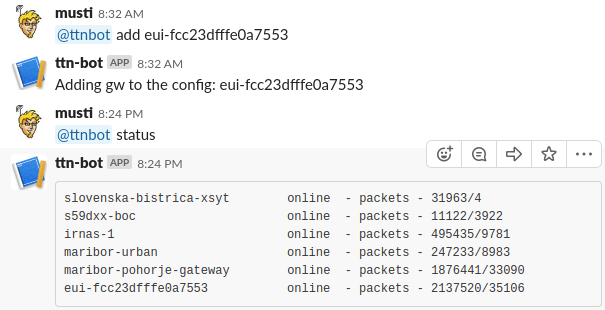 musti 8:32 AM
@ttnbot add eui-fcc23dfffe0a7553
ttn-bot APP 8:32 AM
Adding gw to the config: eui-fcc23dfffe0a7553
musti 8:24 PM
@ttnbot status
ttn-bot APP 8:24 PM
slovenska-bistrica-xsyt online - packets - 31963/4
s59dxx-boc online - packets - 11122/3922
irnas-1 online - packets - 495435/9781
maribor-urban online - packets - 247233/8983
maribor-pohorje-gateway online - packets - 1876441/33090
eui-fcc23dfffe0a7553 online - packets - 2137520/35106